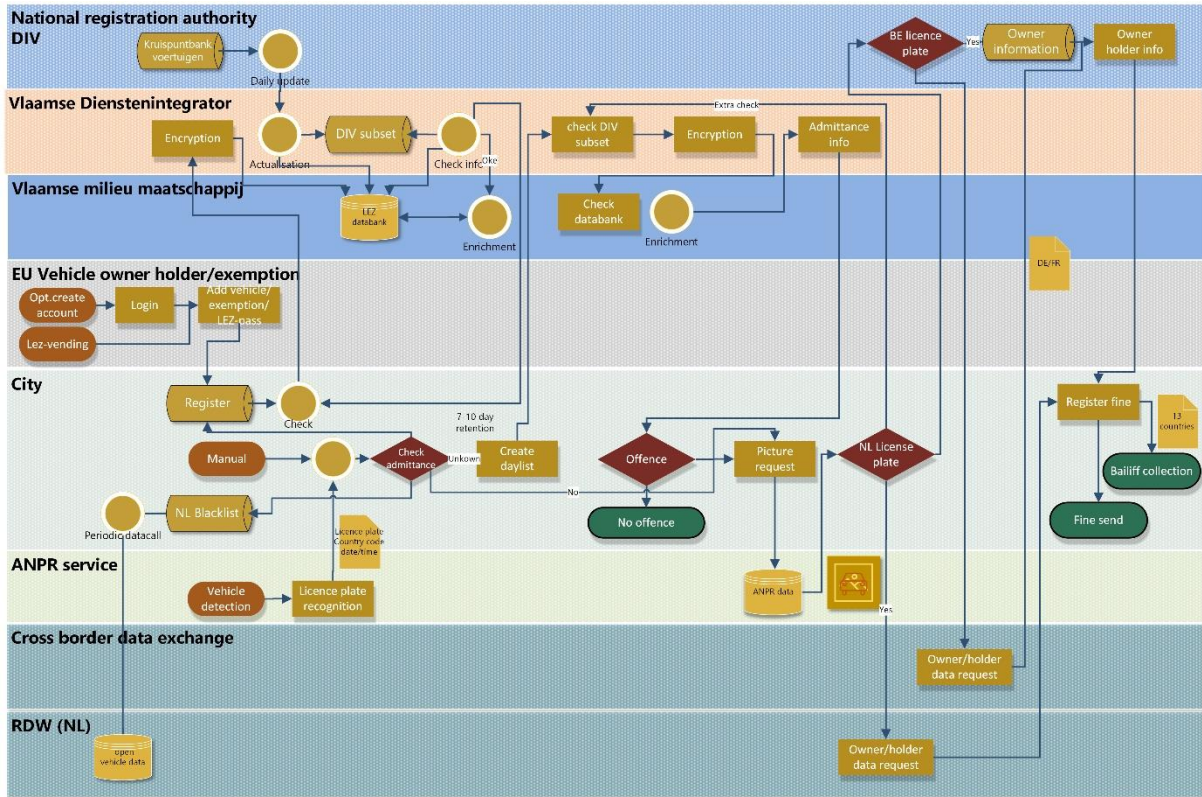 National registration authority
DIV
Kruispuntbank
voertuigen
Daily update
BE licence
plate
Yes
Owner
information
Owner
holder info
Vlaamse Dienstenintegrator
Encryption
Actualisation
DIV subset
Check info
Oke
Extra check
check DIV
subset
Encryption
Admittance
info
Vlaamse milieu maatschappij
LEZ
databank
Enrichment
Check
databank
Enrichment
EU Vehicle owner holder/exemption
Opt.create
account
Login
Add vehicle/
exemption/
LEZ-pass
Lez-vending
DE/FR
City
Register
Check
7-10 day
retention
Manual
Check
admittance
Unkown
Create
daylist
No
Offence
Picture
request
NL License
plate
Register fine
13
countries
Bailiff collection
NL Blacklist
Periodic datacall
No offence
Fine send
Licence plate
Country code
date/time
ANPR service
Vehicle
detection
Licence plate
recognition
ANPR data
Yes
Cross border data exchange
Owner/holder
data request
RDW (NL)
open
vehicle data
Owner/holder
data request